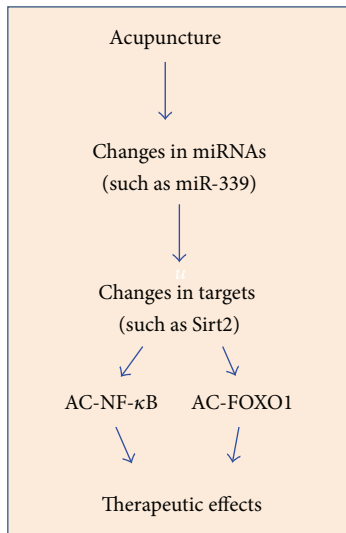 Acupuncture
Changes in miRNAs
(such as miR-339)
u
Changes in targets
(such as Sirt2)
AC-NF-κB AC-FOXO1
Therapeutic effects